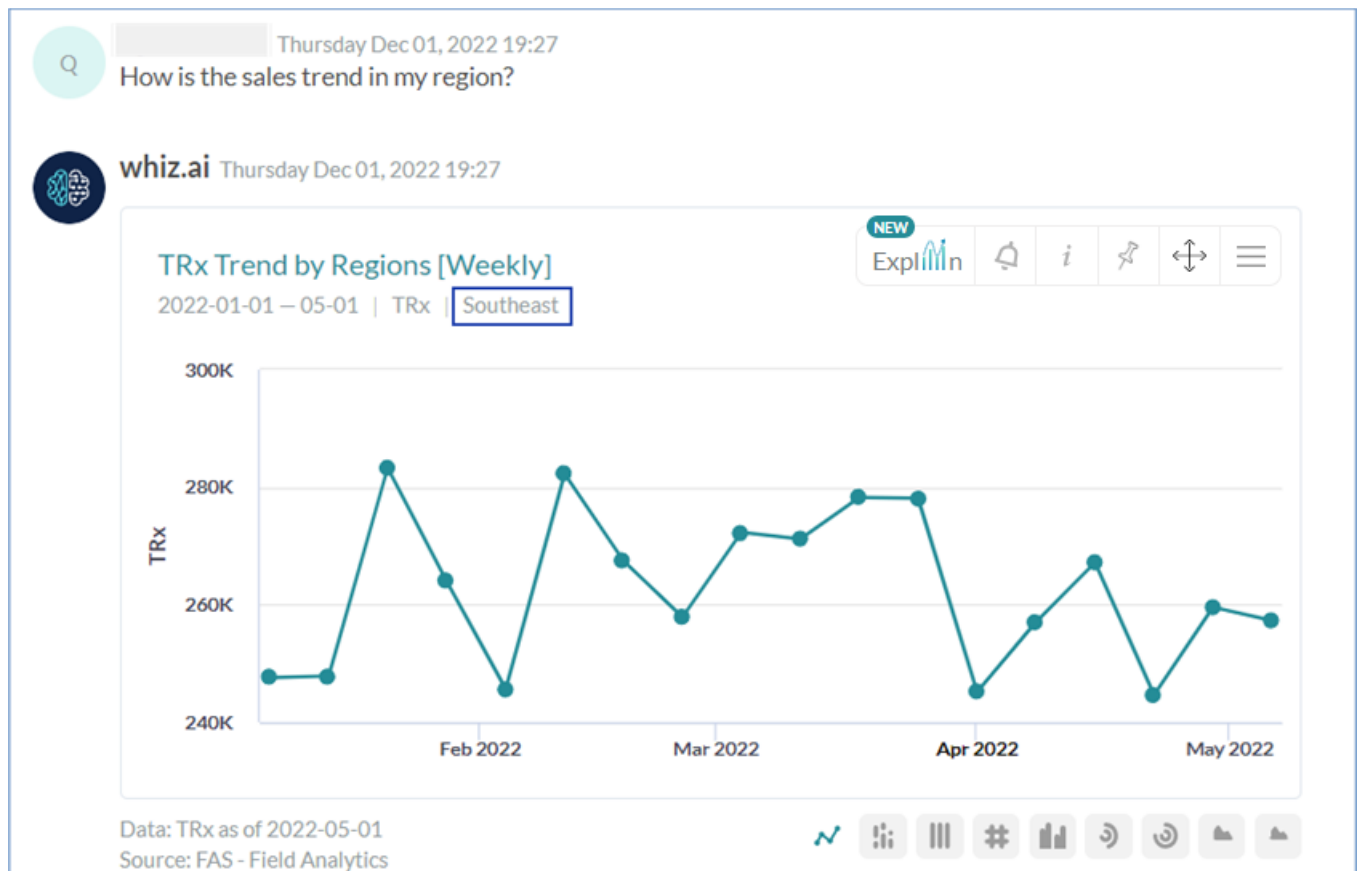 Q
Thursday Dec 01, 2022 19:27
How is the sales trend in my region?
whiz.ai Thursday Dec 01, 2022 19:27
NEW
Expl n i
TRx Trend by Regions [Weekly]
2022-01-01 — 05-01 | TRx | Southeast
300K
280K
260K
240K
TRx
Feb 2022 Mar 2022 Apr 2022 May 2022
Data: TRx as of 2022-05-01
Source: FAS - Field Analytics